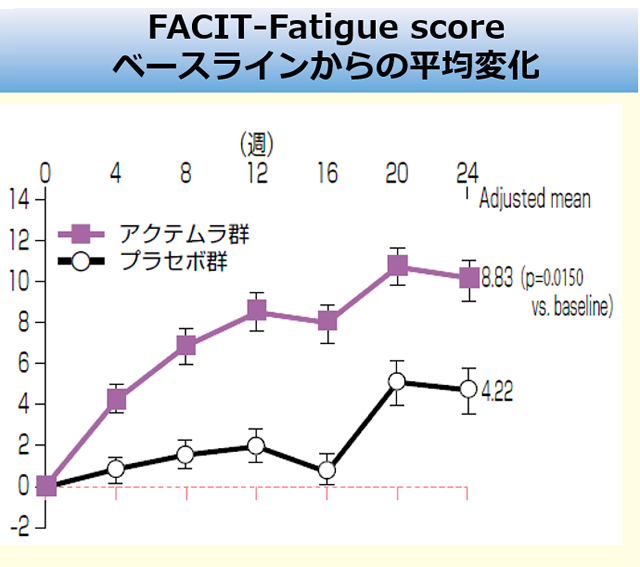 FACIT-Fatigue score
ベースラインからの平均変化
(週)
0 4 8 12 16 20 24
Adjusted mean
14
12
10
8
6
4
2
0
-2
アクテムラ群
プラセボ群
8.83 (p=0.0150
vs. baseline)
4.22